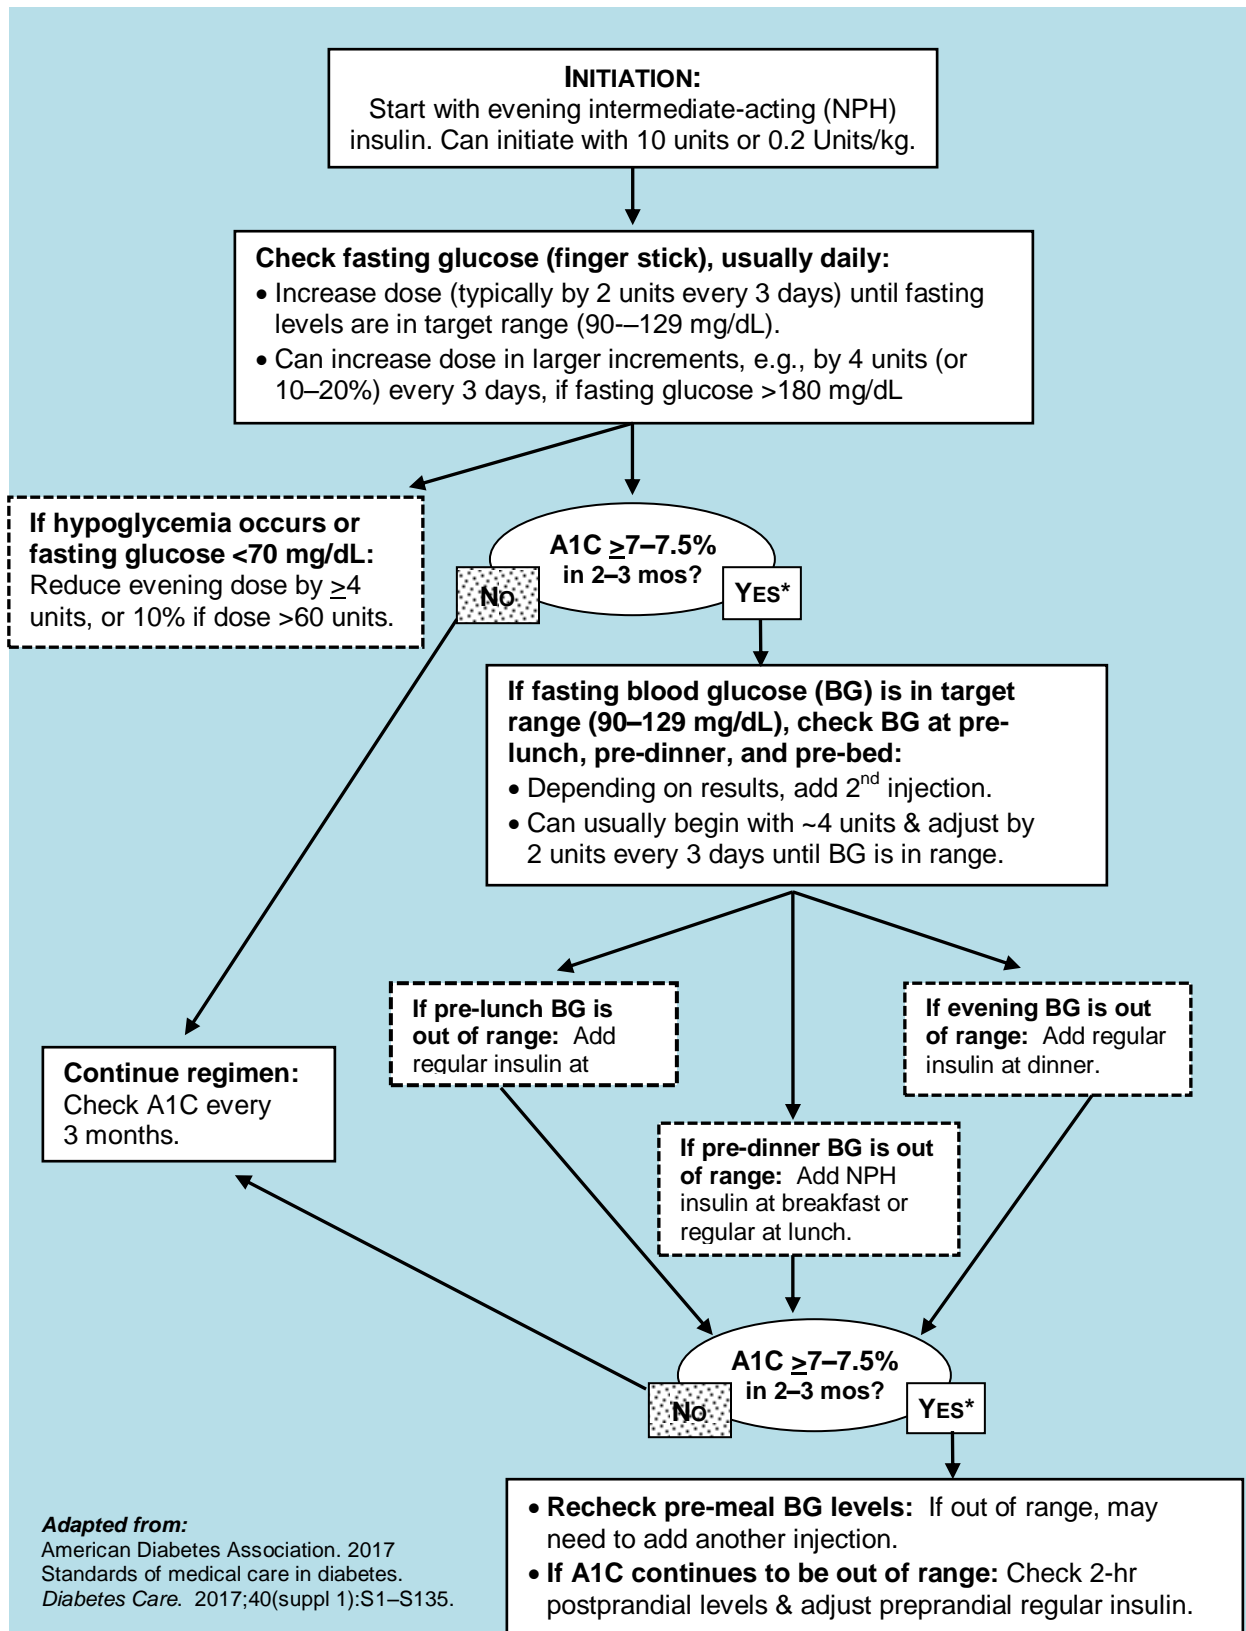 INITIATION:
Start with evening intermediate-acting (NPH)
insulin. Can initiate with 10 units or 0.2 Units/kg.
Check fasting glucose (finger stick), usually daily:
• Increase dose (typically by 2 units every 3 days) until fasting
levels are in target range (90-–129 mg/dL).
• Can increase dose in larger increments, e.g., by 4 units (or
10–20%) every 3 days, if fasting glucose >180 mg/dL
If hypoglycemia occurs or
fasting glucose <70 mg/dL:
Reduce evening dose by ≥4
units, or 10% if dose >60 units.
A1C ≥7–7.5%
in 2–3 mos?
NO
YES*
If fasting blood glucose (BG) is in target
range (90–129 mg/dL), check BG at pre-
lunch, pre-dinner, and pre-bed:
• Depending on results, add 2nd injection.
• Can usually begin with ~4 units & adjust by
2 units every 3 days until BG is in range.
If pre-lunch BG is
out of range: Add
regular insulin at
If evening BG is out
of range: Add regular
insulin at dinner.
Continue regimen:
Check A1C every
3 months.
If pre-dinner BG is out
of range: Add NPH
insulin at breakfast or
regular at lunch.
A1C ≥7–7.5%
in 2–3 mos?
NO
YES*
• Recheck pre-meal BG levels: If out of range, may
need to add another injection.
• If A1C continues to be out of range: Check 2-hr
postprandial levels & adjust preprandial regular insulin.
Adapted from:
American Diabetes Association. 2017
Standards of medical care in diabetes.
Diabetes Care. 2017;40(suppl 1):S1–S135.